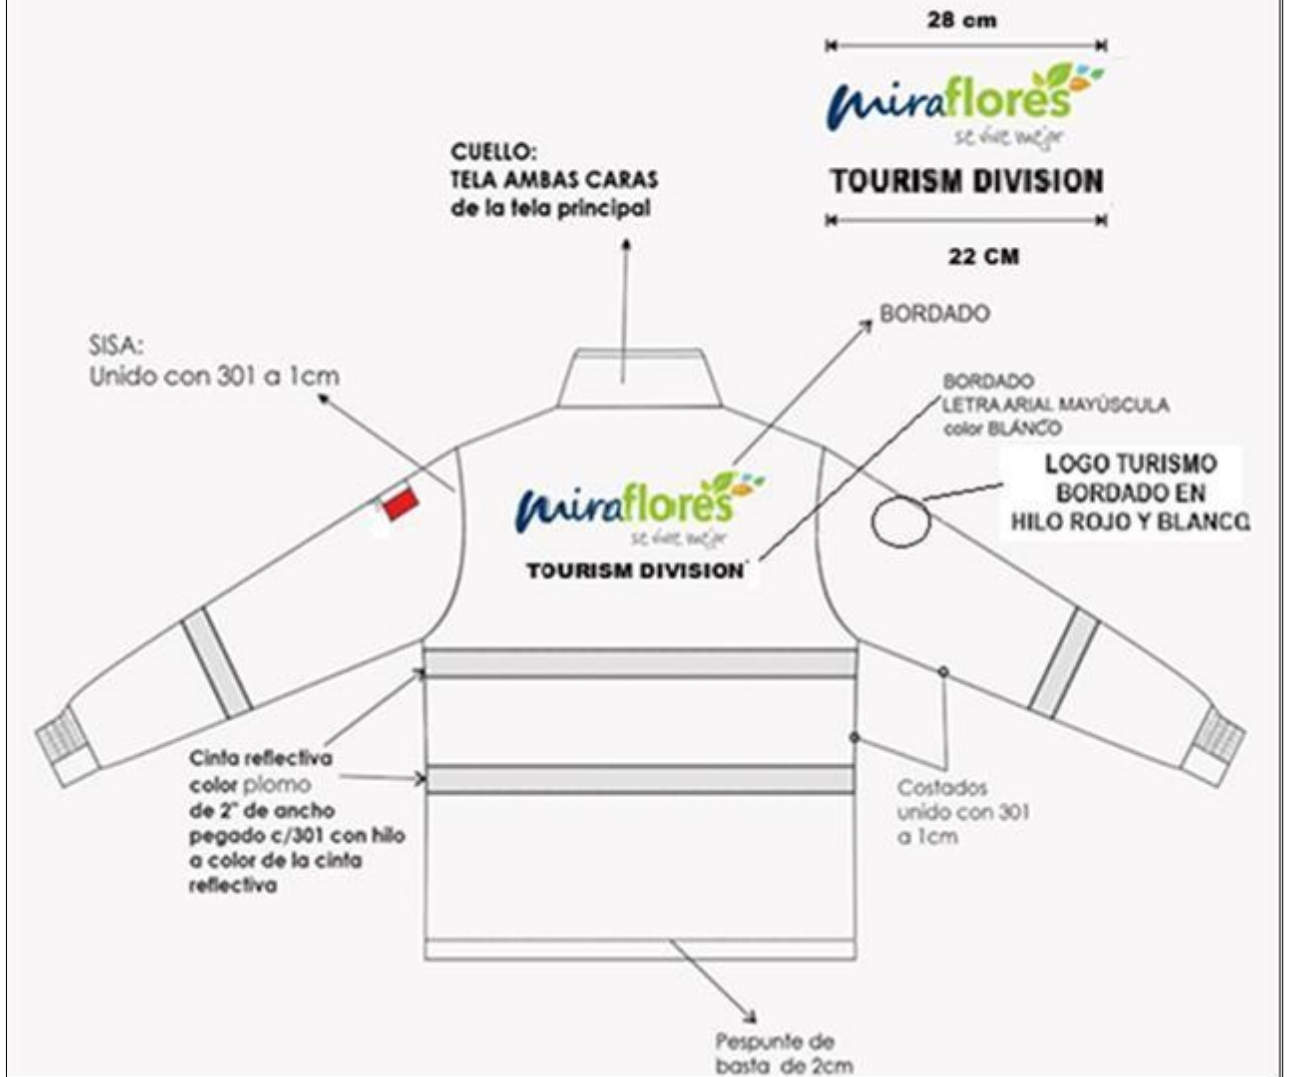 28 cm
miraflores
se vive mejor
TOURISM DIVISION
22 CM
CUELLO:
TELA AMBAS CARAS
de la tela principal
BORDADO
SISA:
Unido con 301 a 1cm
BORDADO
LETRA ARIAL MAYÚSCULA
color BLANCO
LOGO TURISMO
BORDADO EN
HILO ROJO Y BLANCO
miraflores
se vive mejor
TOURISM DIVISION
Cinta reflectiva
color plomo
de 2" de ancho
pegado c/301 con hilo
a color de la cinta
reflectiva
Costados
unido con 301
a 1cm
Pespunte de
basta de 2cm